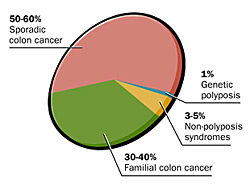 50-60%
Sporadic
colon cancer
1%
Genetic
polyposis
3-5%
Non-polyposis
syndromes
30-40%
Familial colon cancer